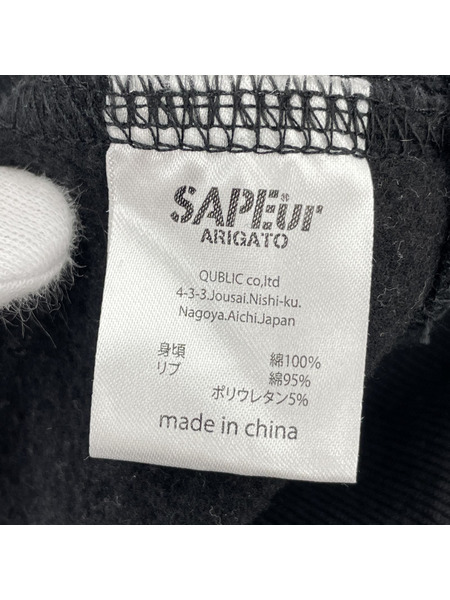 SAPEur®
ARIGATO
QUBLIC co,ltd
4-3-3.Jousai.Nishi-ku.
Nagoya.Aichi.Japan
身頃 綿100%
リブ 綿95%
ポリウレタン5%
made in china